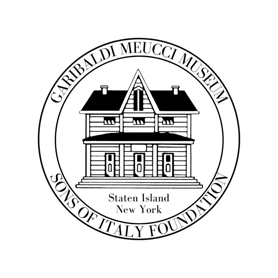 GARIBALDI MEUCCI MUSEUM
Staten Island
New York
SONS OF ITALY FOUNDATION